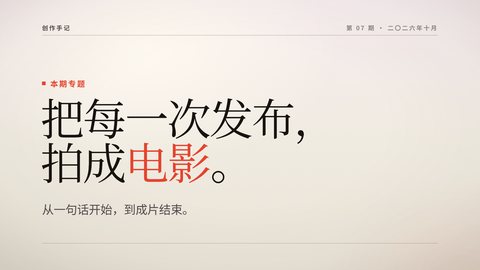 创作手记
第 07 期 · 二〇二六年十月
本期专题
把每一次发布，
拍成电影。
从一句话开始，到成片结束。